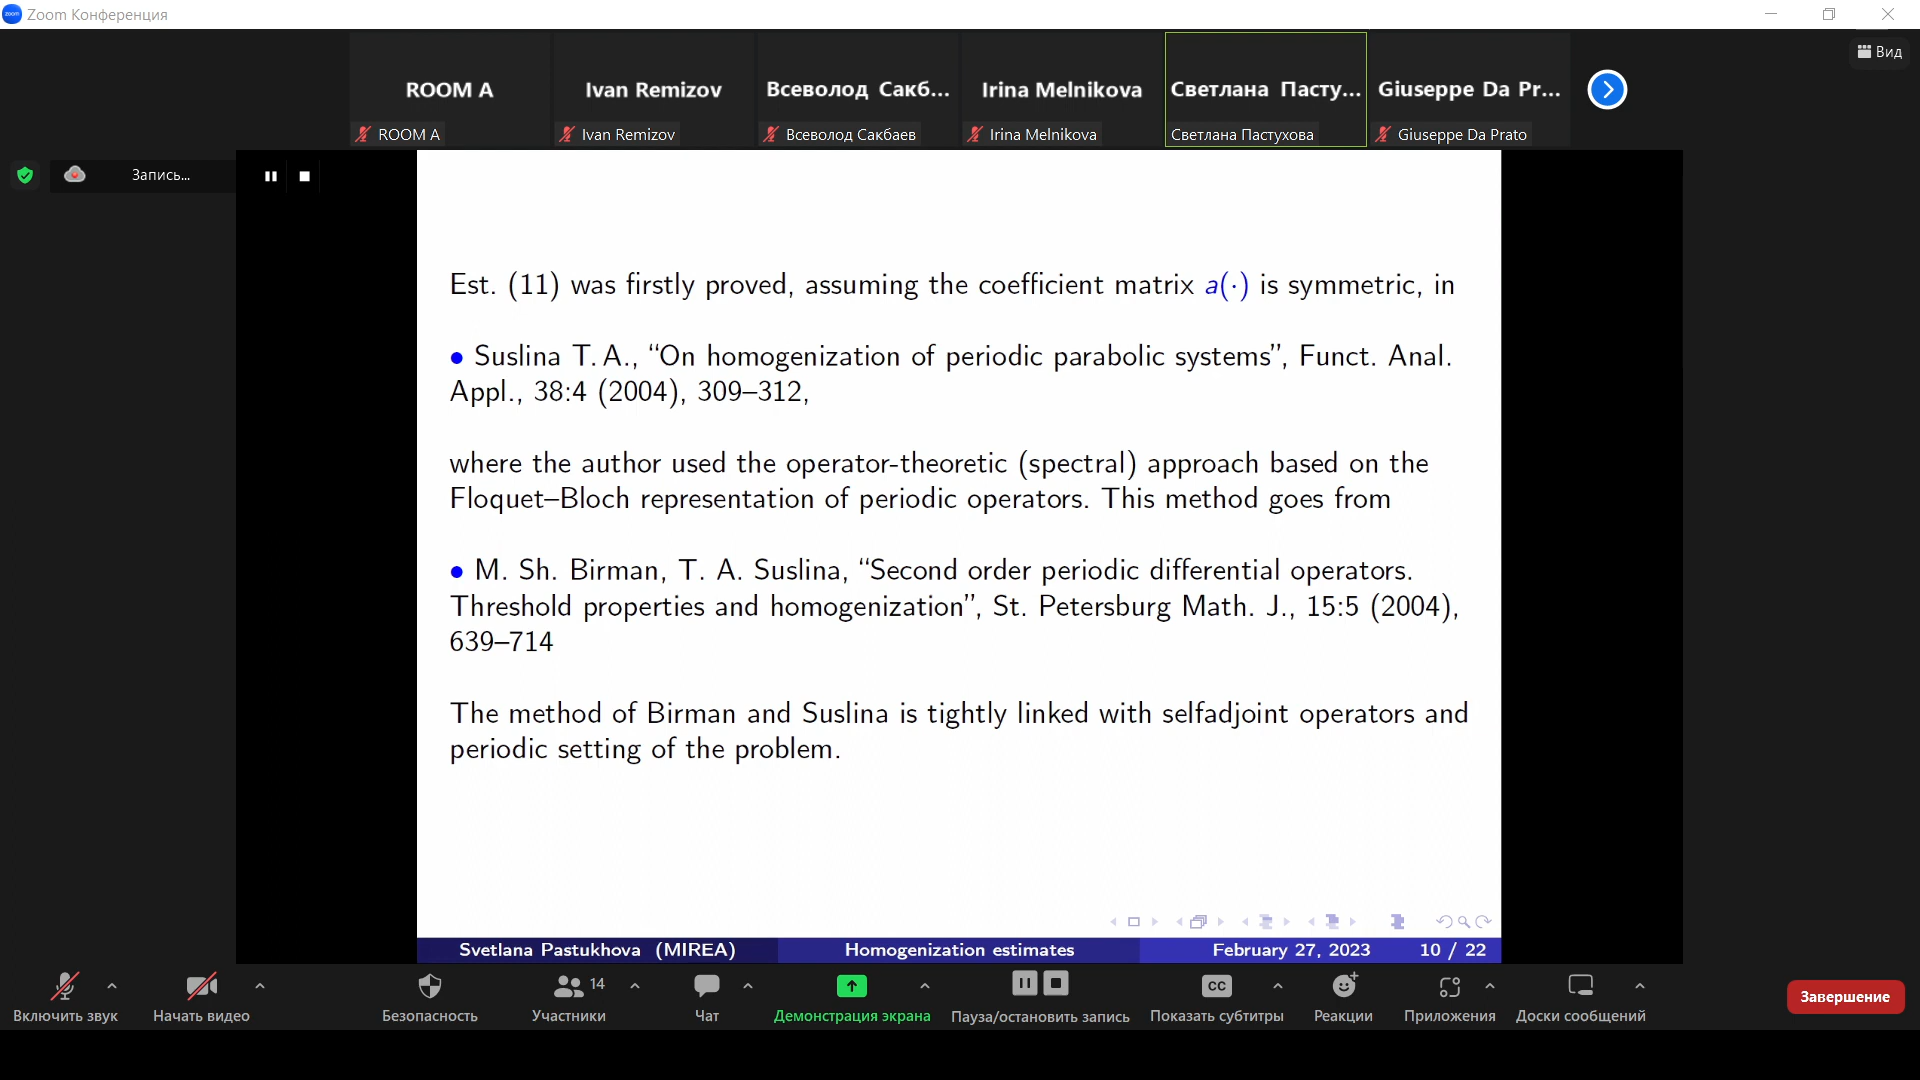 zoom Zoom Конференция
Вид
ROOM A
Ivan Remizov
Всеволод Сакб...
Irina Melnikova
Светлана Пасту...
Giuseppe Da Pr...
ROOM A
Ivan Remizov
Всеволод Сакбаев
Irina Melnikova
Светлана Пастухова
Giuseppe Da Prato
Запись...
Est. (11) was firstly proved, assuming the coefficient matrix a(·) is symmetric, in
• Suslina T. A., “On homogenization of periodic parabolic systems”, Funct. Anal.
Appl., 38:4 (2004), 309–312,
where the author used the operator-theoretic (spectral) approach based on the
Floquet–Bloch representation of periodic operators. This method goes from
• M. Sh. Birman, T. A. Suslina, “Second order periodic differential operators.
Threshold properties and homogenization”, St. Petersburg Math. J., 15:5 (2004),
639–714
The method of Birman and Suslina is tightly linked with selfadjoint operators and
periodic setting of the problem.
Svetlana Pastukhova (MIREA) Homogenization estimates February 27, 2023 10 / 22
14
CC
Включить звук
Начать видео
Безопасность
Участники
Чат
Демонстрация экрана
Пауза/остановить запись
Показать субтитры
Реакции
Приложения
Доски сообщений
Завершение